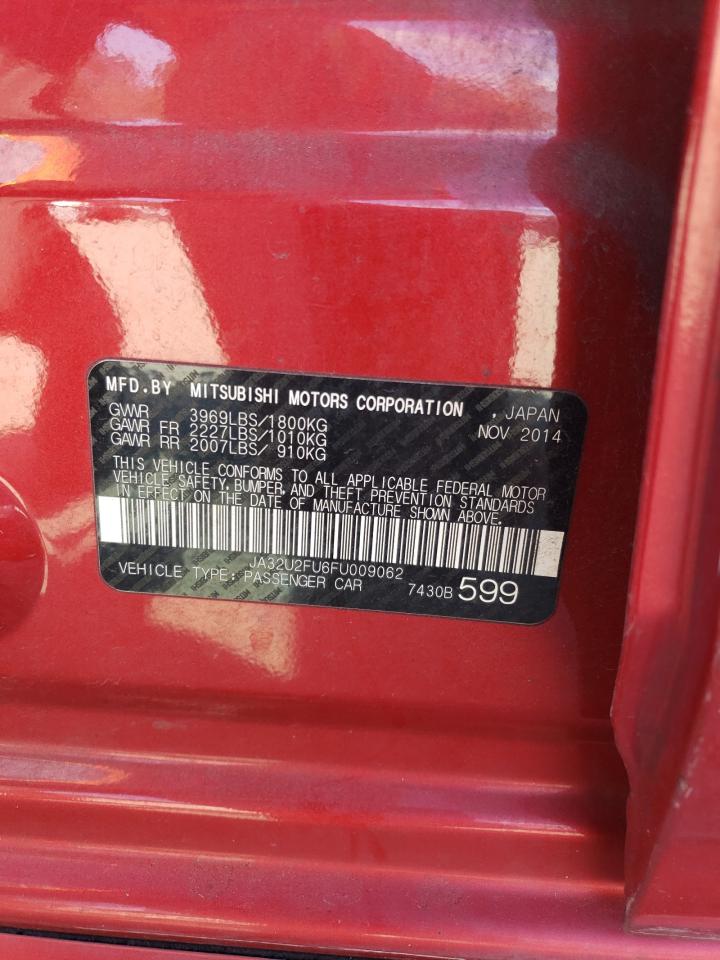 MFD.BY MITSUBISHI MOTORS CORPORATION , JAPAN
GVWR 3969LBS/1800KG NOV 2014
GAWR FR 2227LBS/1010KG
GAWR RR 2007LBS/ 910KG
THIS VEHICLE CONFORMS TO ALL APPLICABLE FEDERAL MOTOR
VEHICLE SAFETY, BUMPER, AND THEFT PREVENTION STANDARDS
IN EFFECT ON THE DATE OF MANUFACTURE SHOWN ABOVE.
JA32U2FU6FU009062
VEHICLE TYPE: PASSENGER CAR 7430B 599